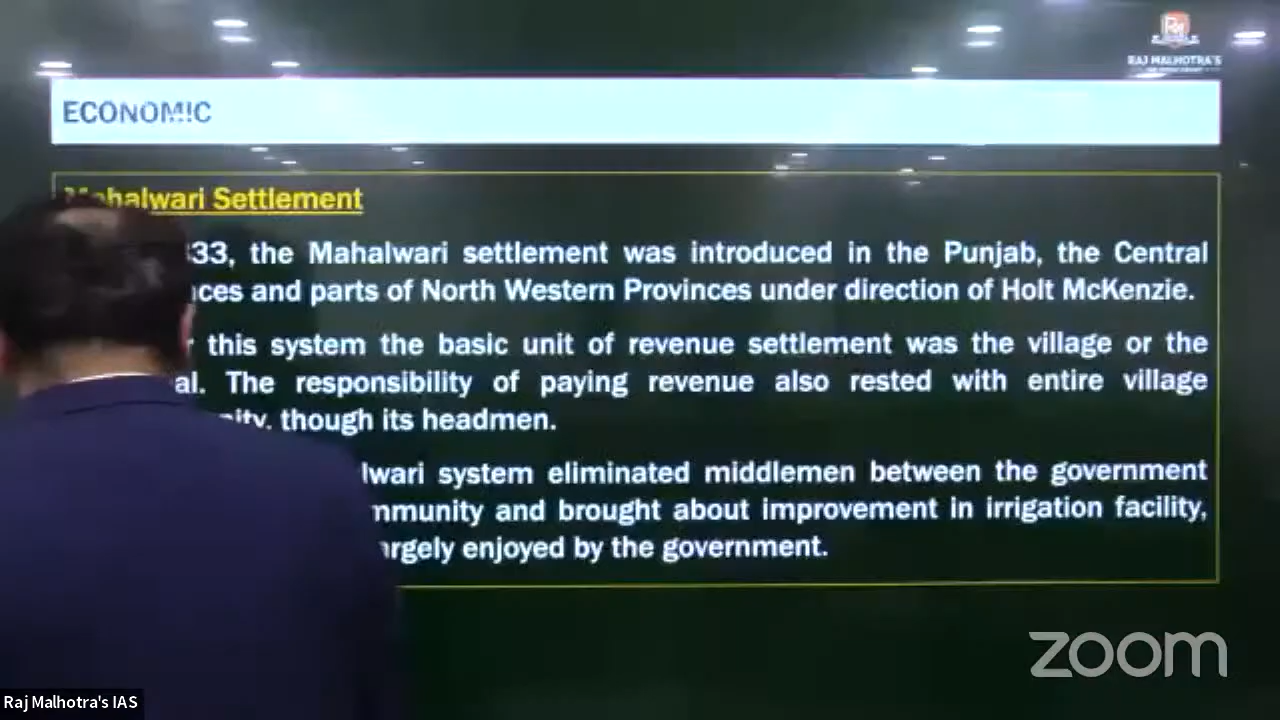 RAJ MALHOTRA'S
ECONOMIC
Mahalwari Settlement
33, the Mahalwari settlement was introduced in the Punjab, the Central
nces and parts of North Western Provinces under direction of Holt McKenzie.
this system the basic unit of revenue settlement was the village or the
al. The responsibility of paying revenue also rested with entire village
nity, though its headmen.
lwari system eliminated middlemen between the government
mmunity and brought about improvement in irrigation facility,
argely enjoyed by the government.
zoom
Raj Malhotra's IAS